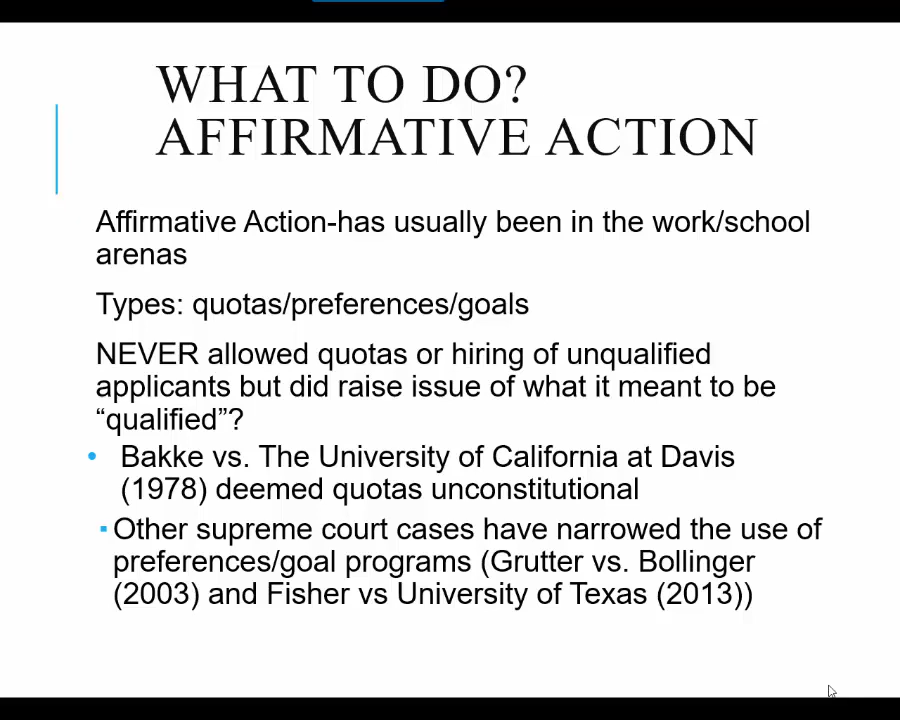 WHAT TO DO?
AFFIRMATIVE ACTION
Affirmative Action-has usually been in the work/school
arenas
Types: quotas/preferences/goals
NEVER allowed quotas or hiring of unqualified
applicants but did raise issue of what it meant to be
“qualified”?
• Bakke vs. The University of California at Davis
(1978) deemed quotas unconstitutional
▪ Other supreme court cases have narrowed the use of
preferences/goal programs (Grutter vs. Bollinger
(2003) and Fisher vs University of Texas (2013))